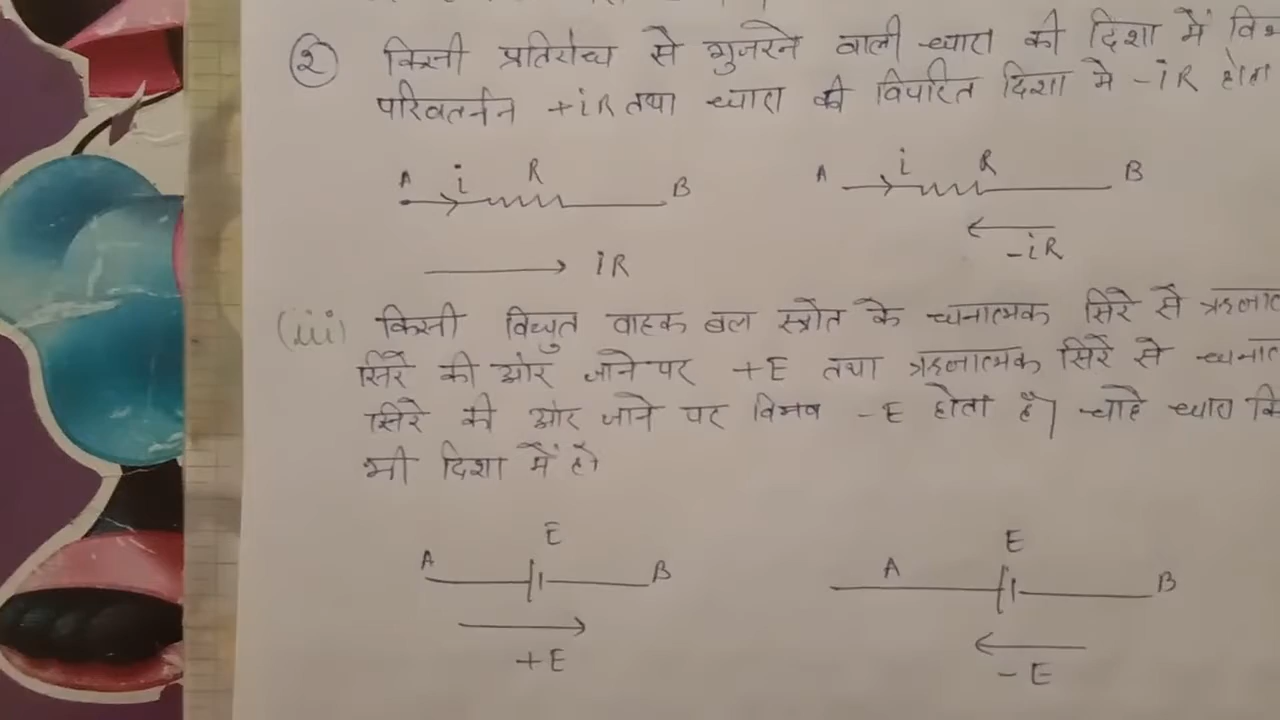 २ किसी प्रतिरोध से गुजरने वाली धारा की दिशा में
परिवर्तन +iR तथा धारा की विपरित दिशा मे -iR होता
A i R B A i R B
iR -iR
(iii) किसी विधुत वाहक बल स्त्रोत के धनात्मक सिरे से
सिरे की ओर जाने पर +E तथा ऋणात्मक सिरे से
सिरे की ओर जाने पर विभव -E होता है। चाहे धारा
भी दिशा में हो
A E B A E B
+E -E